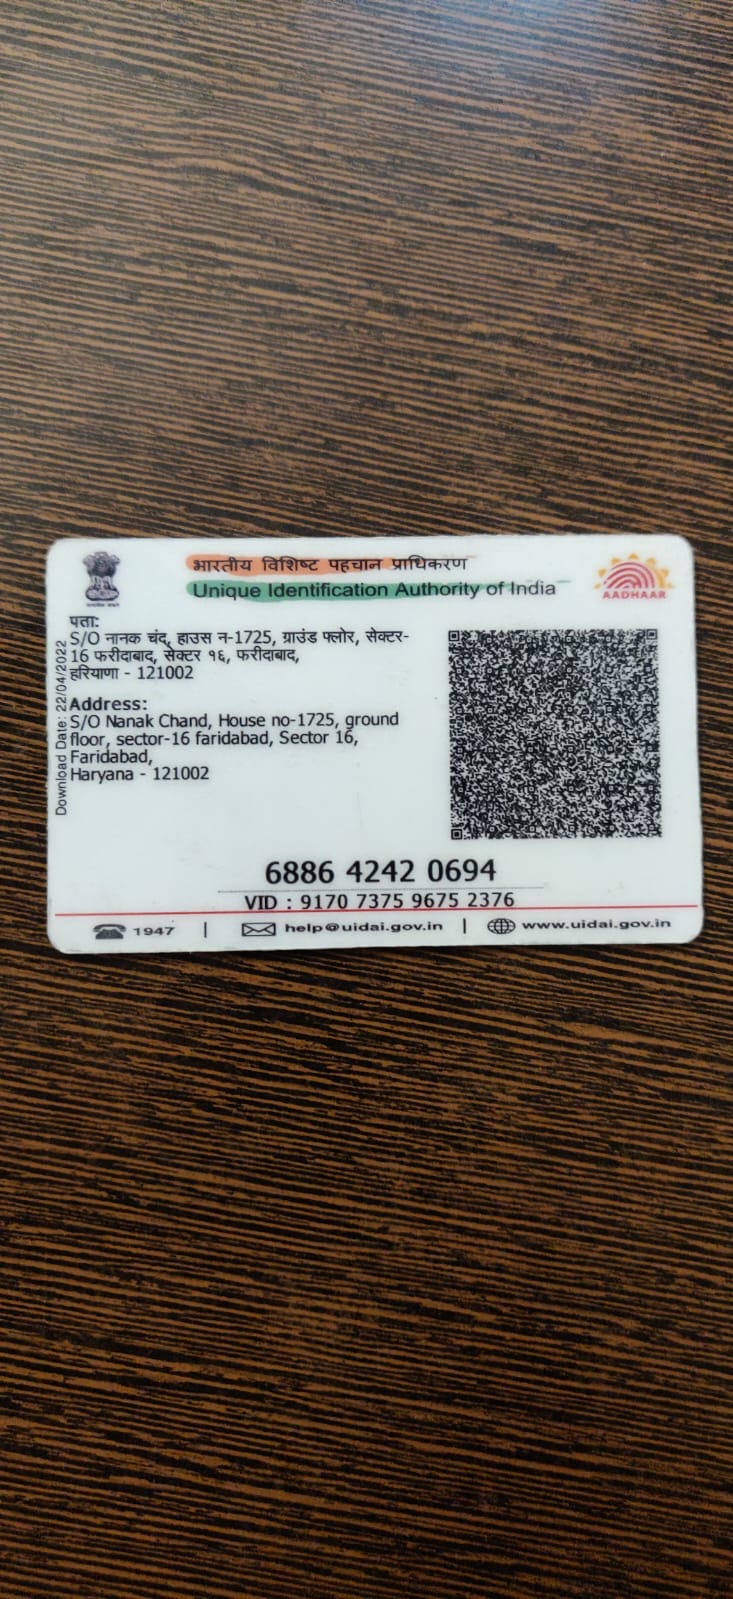 भारतीय विशिष्ट पहचान प्राधिकरण
Unique Identification Authority of India
AADHAAR
पता:
S/O नानक चंद, हाउस न-1725, ग्राउंड फ्लोर, सेक्टर-
16 फरीदाबाद, सेक्टर १६, फरीदाबाद,
हरियाणा - 121002
Address:
S/O Nanak Chand, House no-1725, ground
floor, sector-16 faridabad, Sector 16,
Faridabad,
Haryana - 121002
Download Date: 22/04/2022
6886 4242 0694
VID : 9170 7375 9675 2376
1947 | help@uidai.gov.in | www.uidai.gov.in